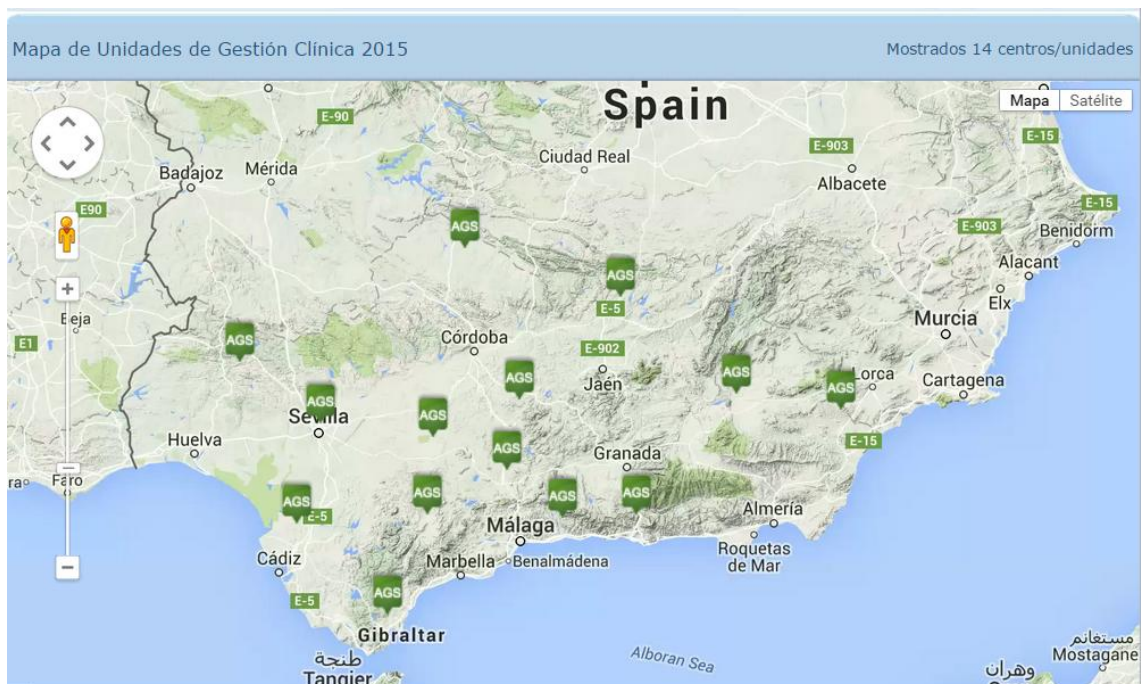 Mapa de Unidades de Gestión Clínica 2015
Mostrados 14 centros/unidades
Spain
Mapa
Satélite
E-90
E-903
E-15
Ciudad Real
Badajoz
Mérida
Albacete
E90
AGS
E-903
E-15
Benidorm
Alacant
AGS
E-5
Elx
Murcia
E1
AGS
Córdoba
E-902
Jaén
AGS
AGS
AGS
Lorca
Cartagena
AGS
Sevilla
AGS
Huelva
AGS
Granada
E-15
Faro
AGS
E-5
AGS
AGS
AGS
Almería
Málaga
Cádiz
Marbella
Benalmádena
Roquetas
de Mar
E-5
AGS
Gibraltar
طنجة
Tangier
Alboran Sea
وهران
مستغانم
Mostagane